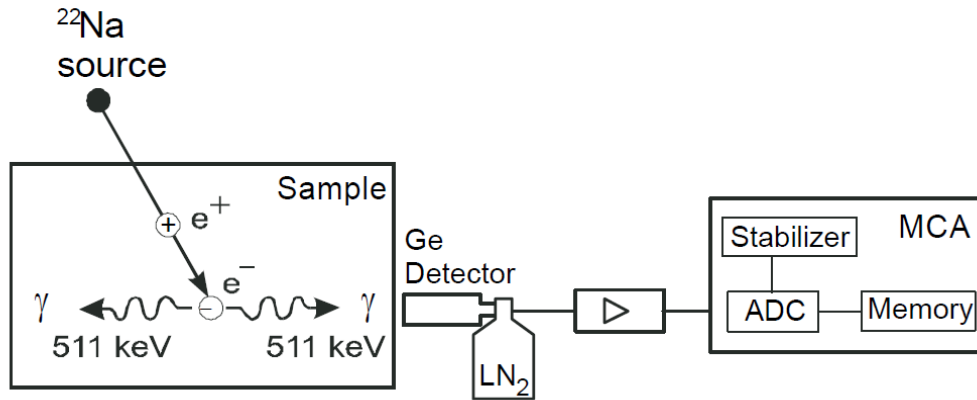 ²²Na
source
Sample
+ e⁺
e⁻
−
γ
γ
511 keV
511 keV
Ge
Detector
LN₂
MCA
Stabilizer
ADC
Memory